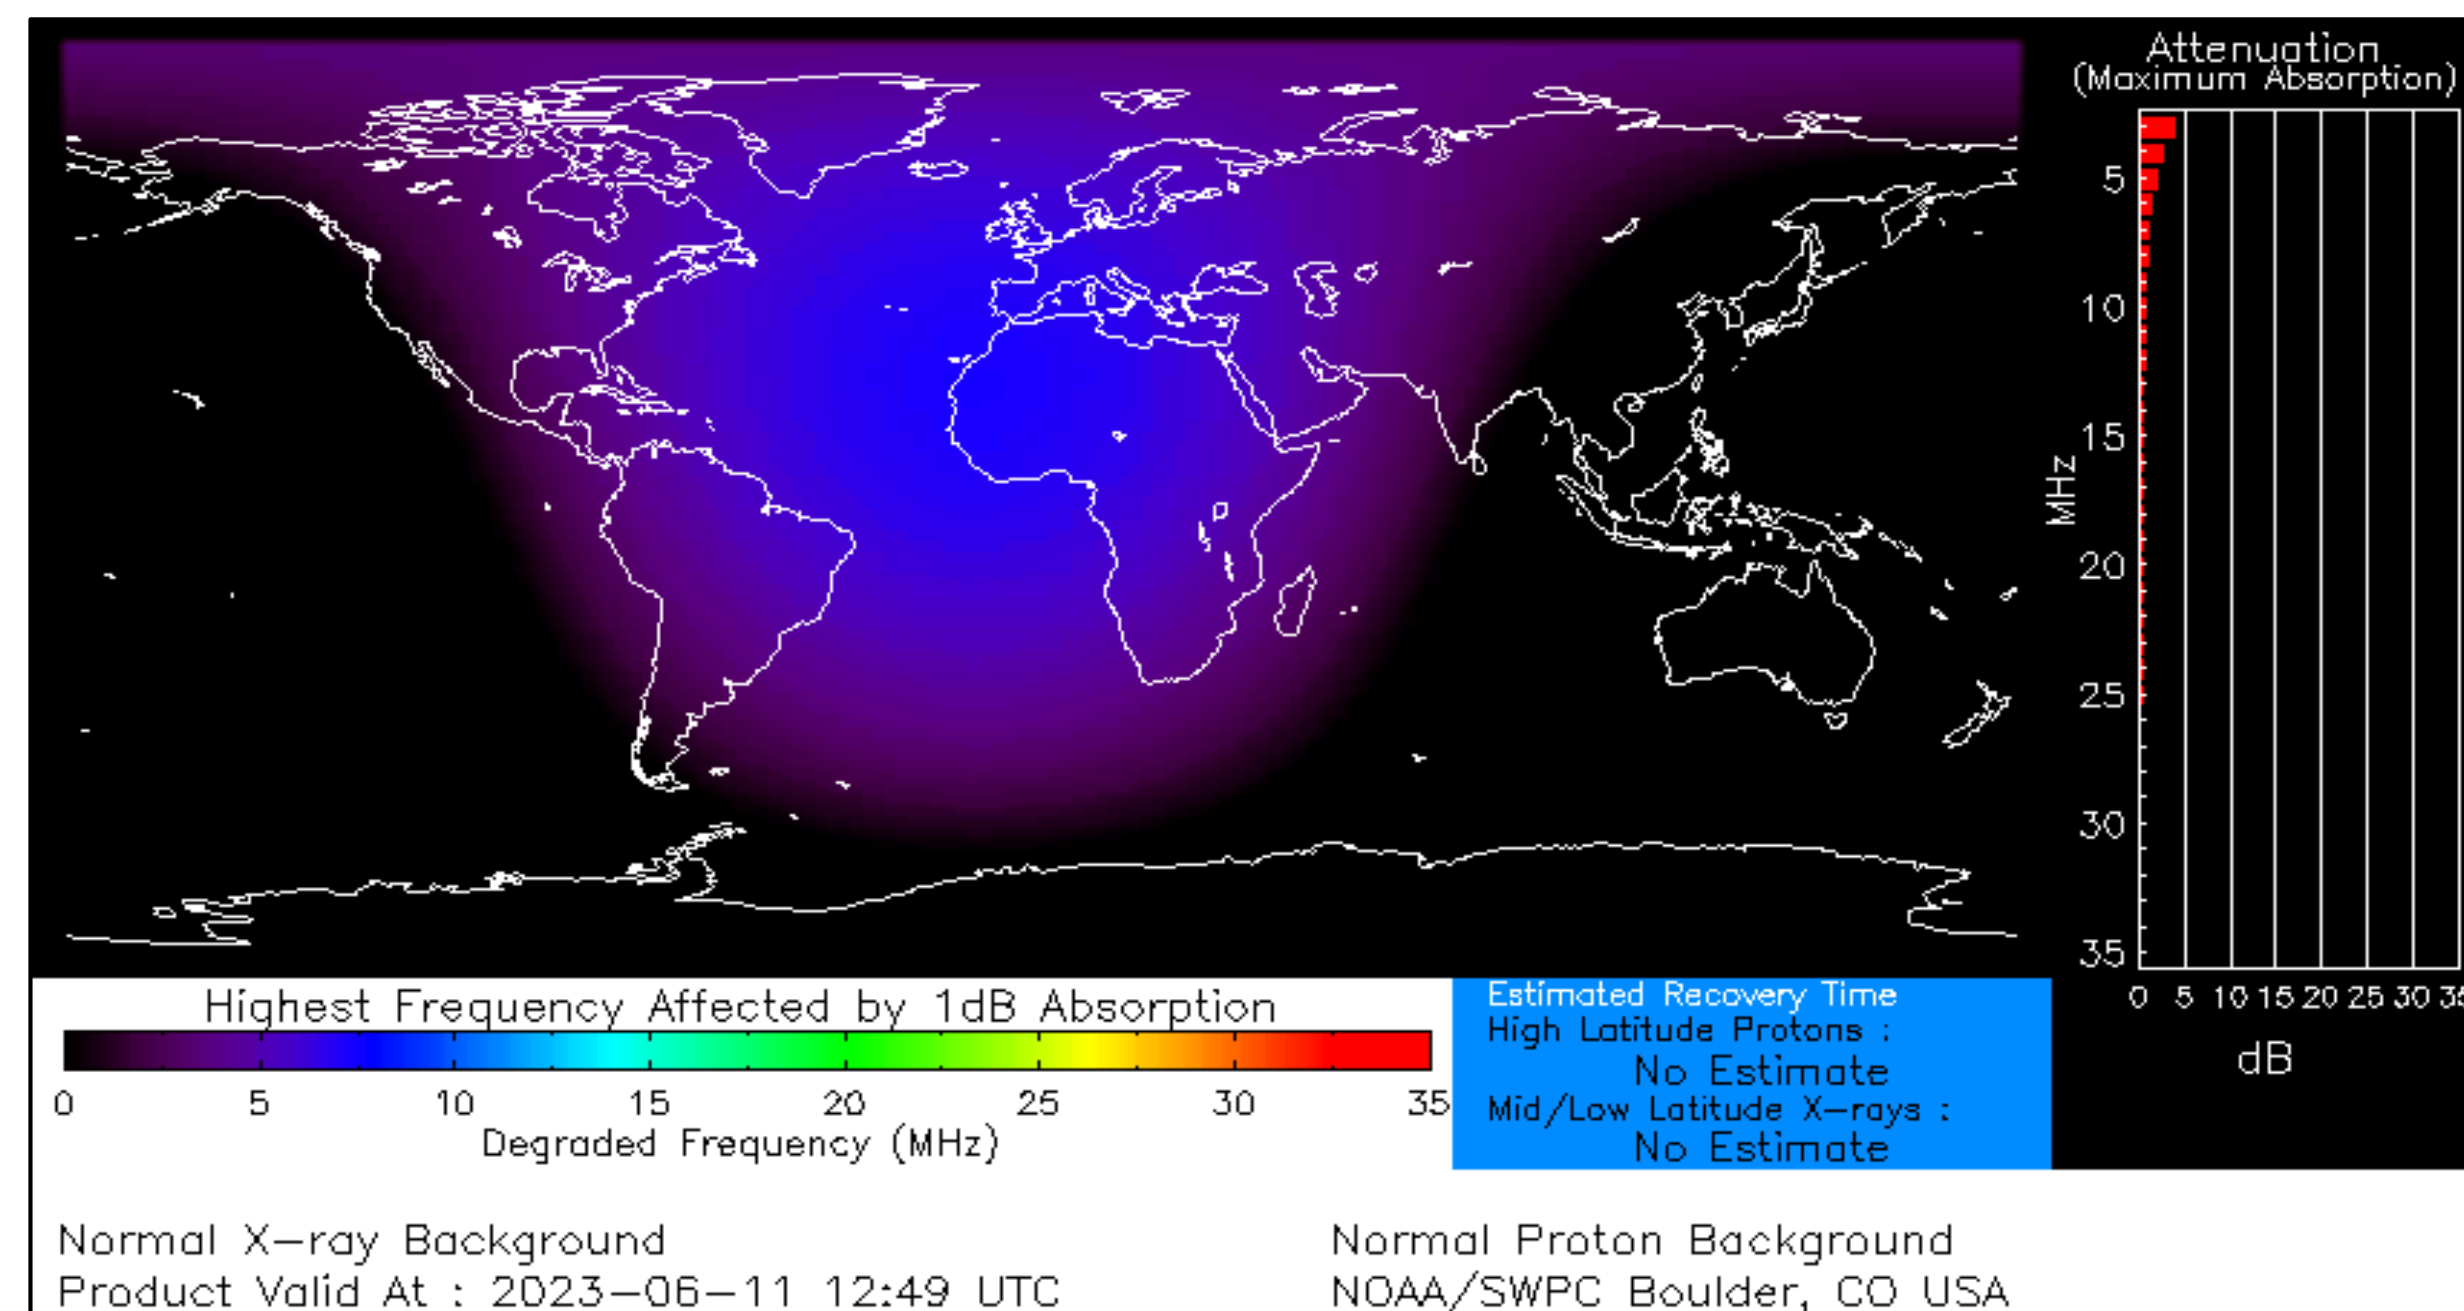 Attenuation
(Maximum Absorption)
5
10
15
20
25
30
35
MHz
0 5 10 15 20 25 30
dB
Highest Frequency Affected by 1dB Absorption
0 5 10 15 20 25 30 35
Degraded Frequency (MHz)
Estimated Recovery Time
High Latitude Protons :
No Estimate
Mid/Low Latitude X-rays :
No Estimate
Normal X-ray Background
Normal Proton Background
Product Valid At : 2023-06-11 12:49 UTC
NOAA/SWPC Boulder, CO USA